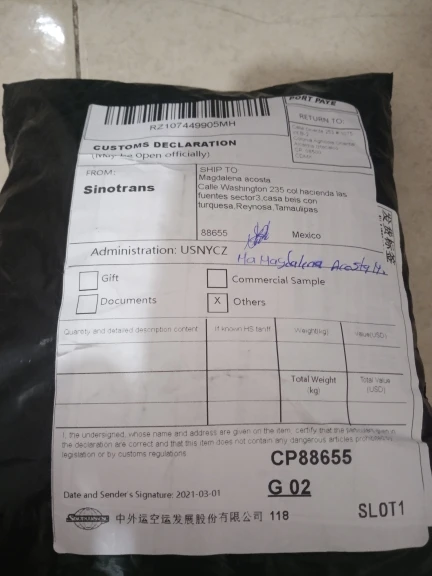 PORT PAYE
RZ107449905MH
RETURN TO:
CUSTOMS DECLARATION
(May be Open officially)
FROM:
Sinotrans
SHIP TO
Magdalena acosta
Calle Washington 235 col hacienda las
fuentes sector3,casa beis con
turquesa,Reynosa,Tamaulipas
88655
Mexico
发货标签
Administration: USNYCZ
Ma Magdalena Acosta
Gift
Commercial Sample
Documents
X
Others
Quantity and detailed description content
If known HS tariff
Weight(kg)
Value(USD)
Total Weight
(kg)
Total Value
(USD)
I, the undersigned, whose name and address are given on the item, certify that the particulars given in
the declaration are correct and that this item does not contain any dangerous articles prohibited by
legislation or by customs regulations
CP88655
G 02
Date and Sender's Signature: 2021-03-01
SLOT1
SINOTRANS
中外运空运发展股份有限公司 118